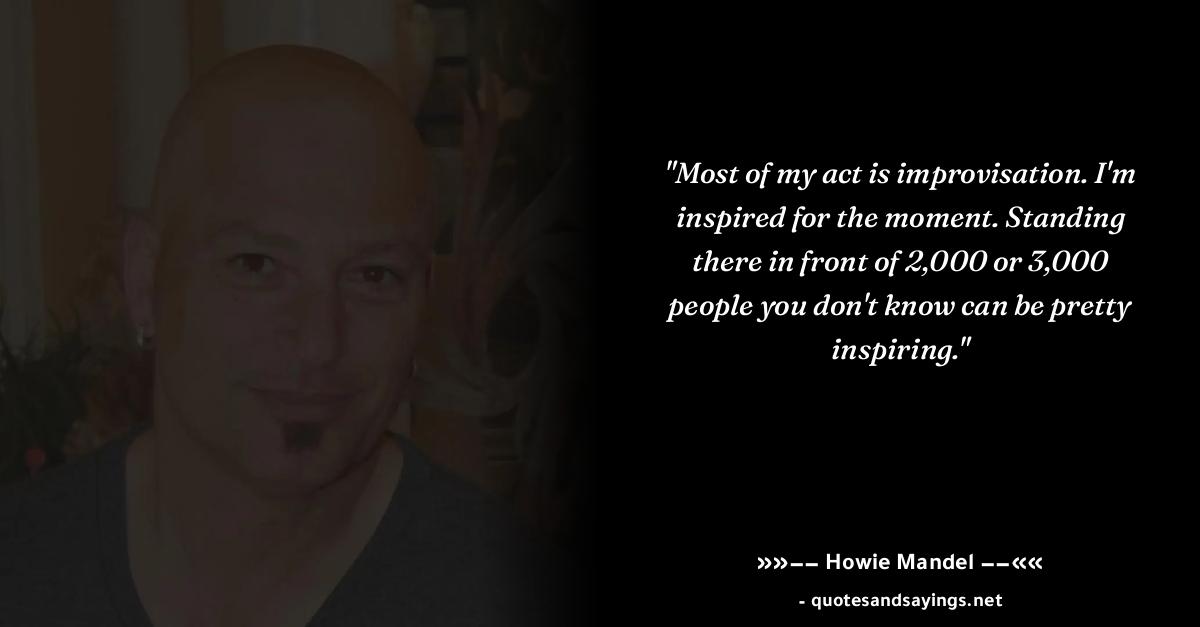 "Most of my act is improvisation. I'm
inspired for the moment. Standing
there in front of 2,000 or 3,000
people you don't know can be pretty
inspiring."
»»−− Howie Mandel −−««
- quotesandsayings.net